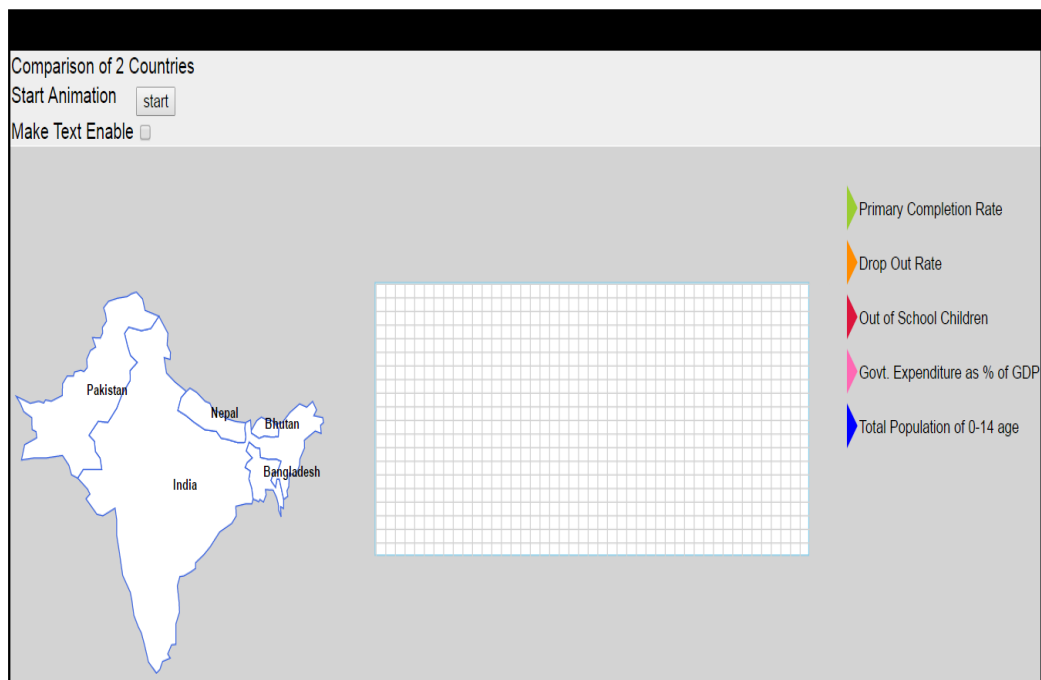 Comparison of 2 Countries
Start Animation start
Make Text Enable
Primary Completion Rate
Drop Out Rate
Out of School Children
Govt. Expenditure as % of GDP
Total Population of 0-14 age
Pakistan
Nepal
Bhutan
Bangladesh
India